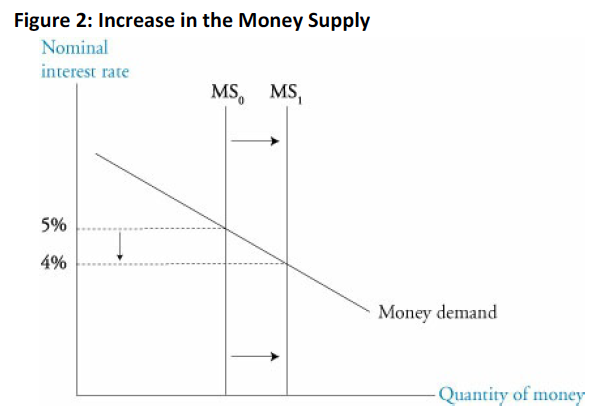 Figure 2: Increase in the Money Supply
Nominal
interest rate
MS₀ MS₁
5%
4%
Money demand
Quantity of money